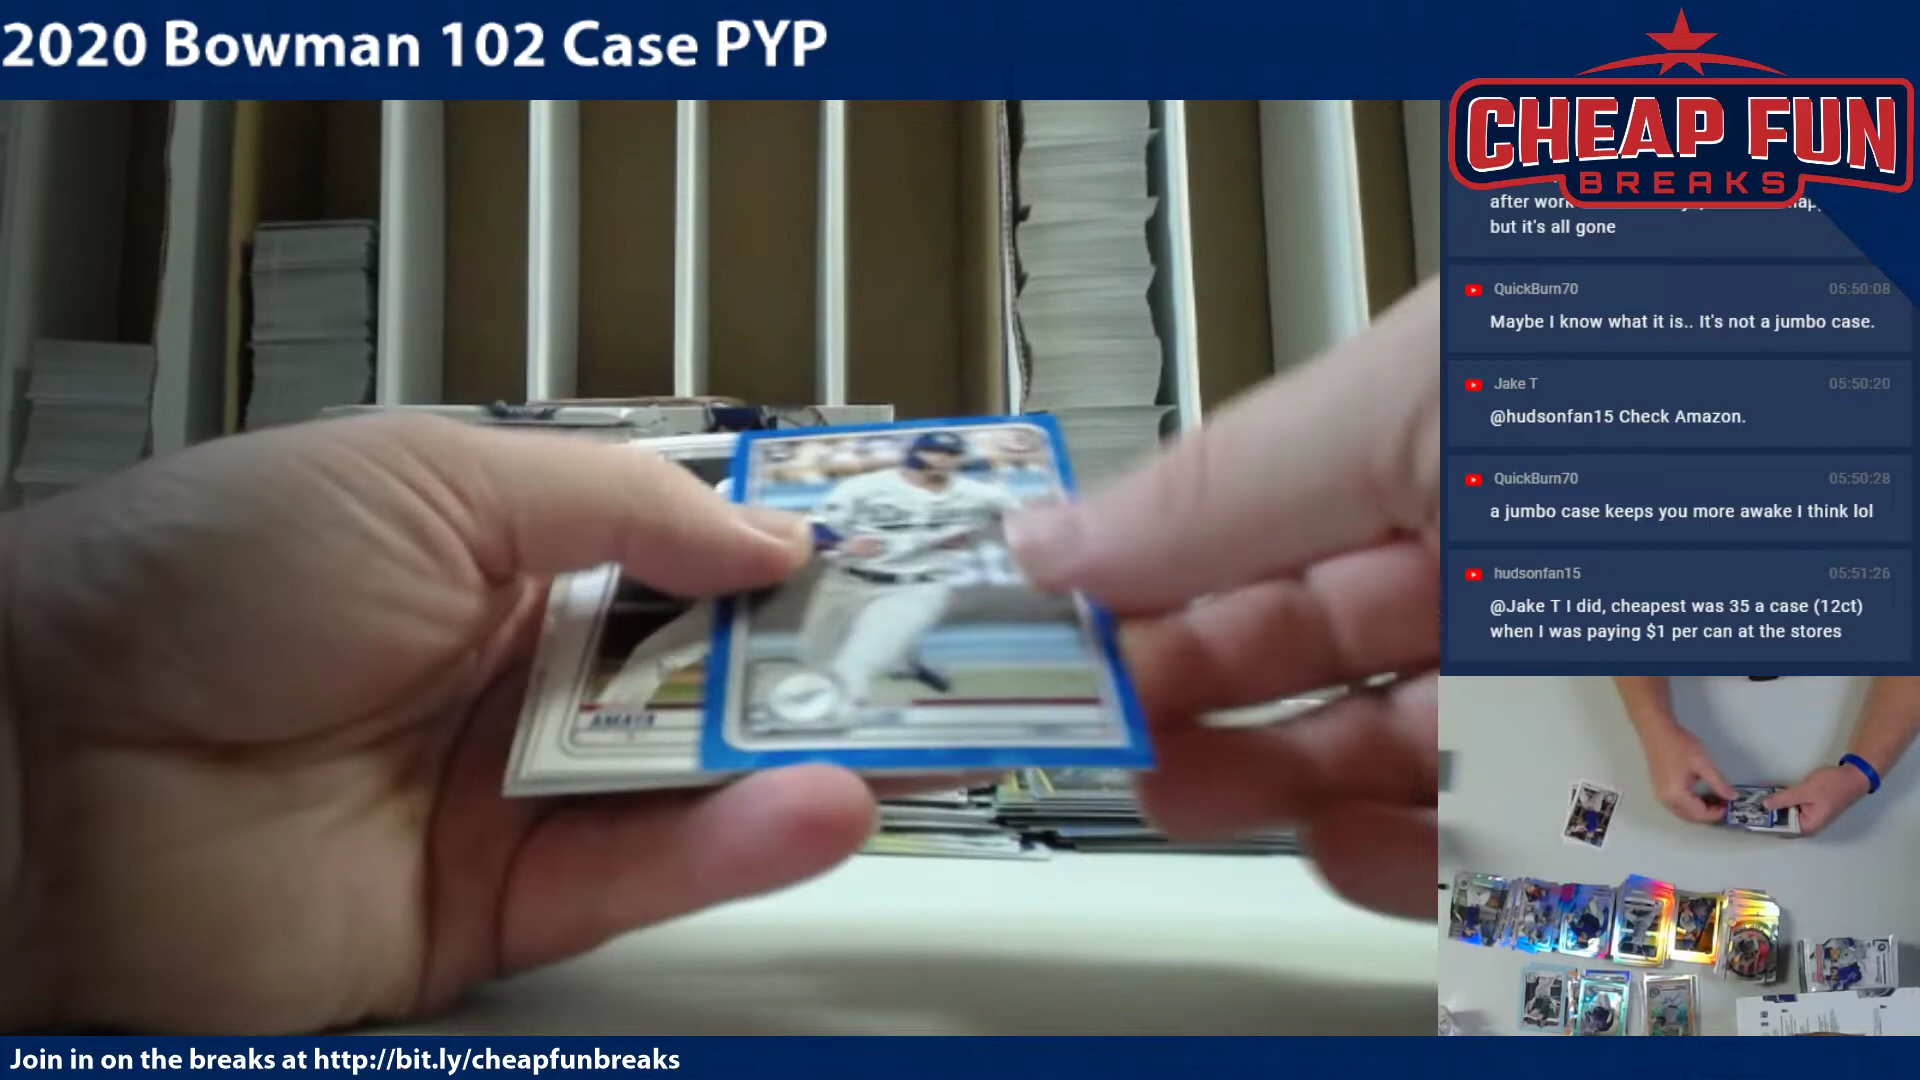 2020 Bowman 102 Case PYP
CHEAP FUN
BREAKS
after work
but it's all gone
QuickBurn70 05:50:08
Maybe I know what it is.. It's not a jumbo case.
Jake T 05:50:20
@hudsonfan15 Check Amazon.
QuickBurn70 05:50:28
a jumbo case keeps you more awake I think lol
hudsonfan15 05:51:26
@Jake T I did, cheapest was 35 a case (12ct)
when I was paying $1 per can at the stores
AMAYA
Join in on the breaks at http://bit.ly/cheapfunbreaks